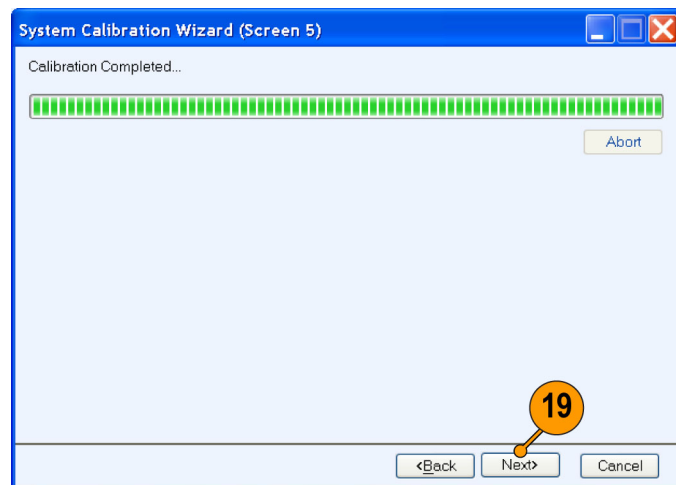 System Calibration Wizard (Screen 5)
Calibration Completed...
Abort
19
<Back Next> Cancel